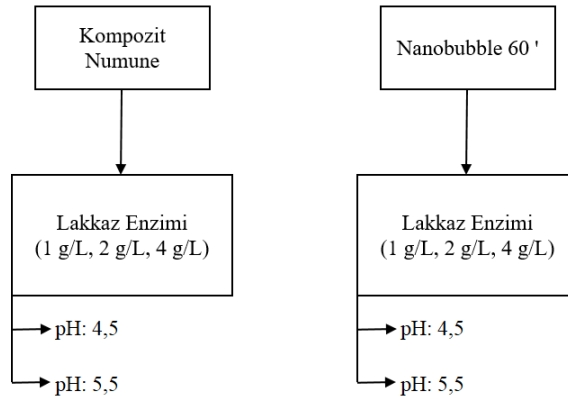 Kompozit
Numune
Nanobubble 60 '
Lakkaz Enzimi
(1 g/L, 2 g/L, 4 g/L)
Lakkaz Enzimi
(1 g/L, 2 g/L, 4 g/L)
pH: 4,5
pH: 5,5
pH: 4,5
pH: 5,5